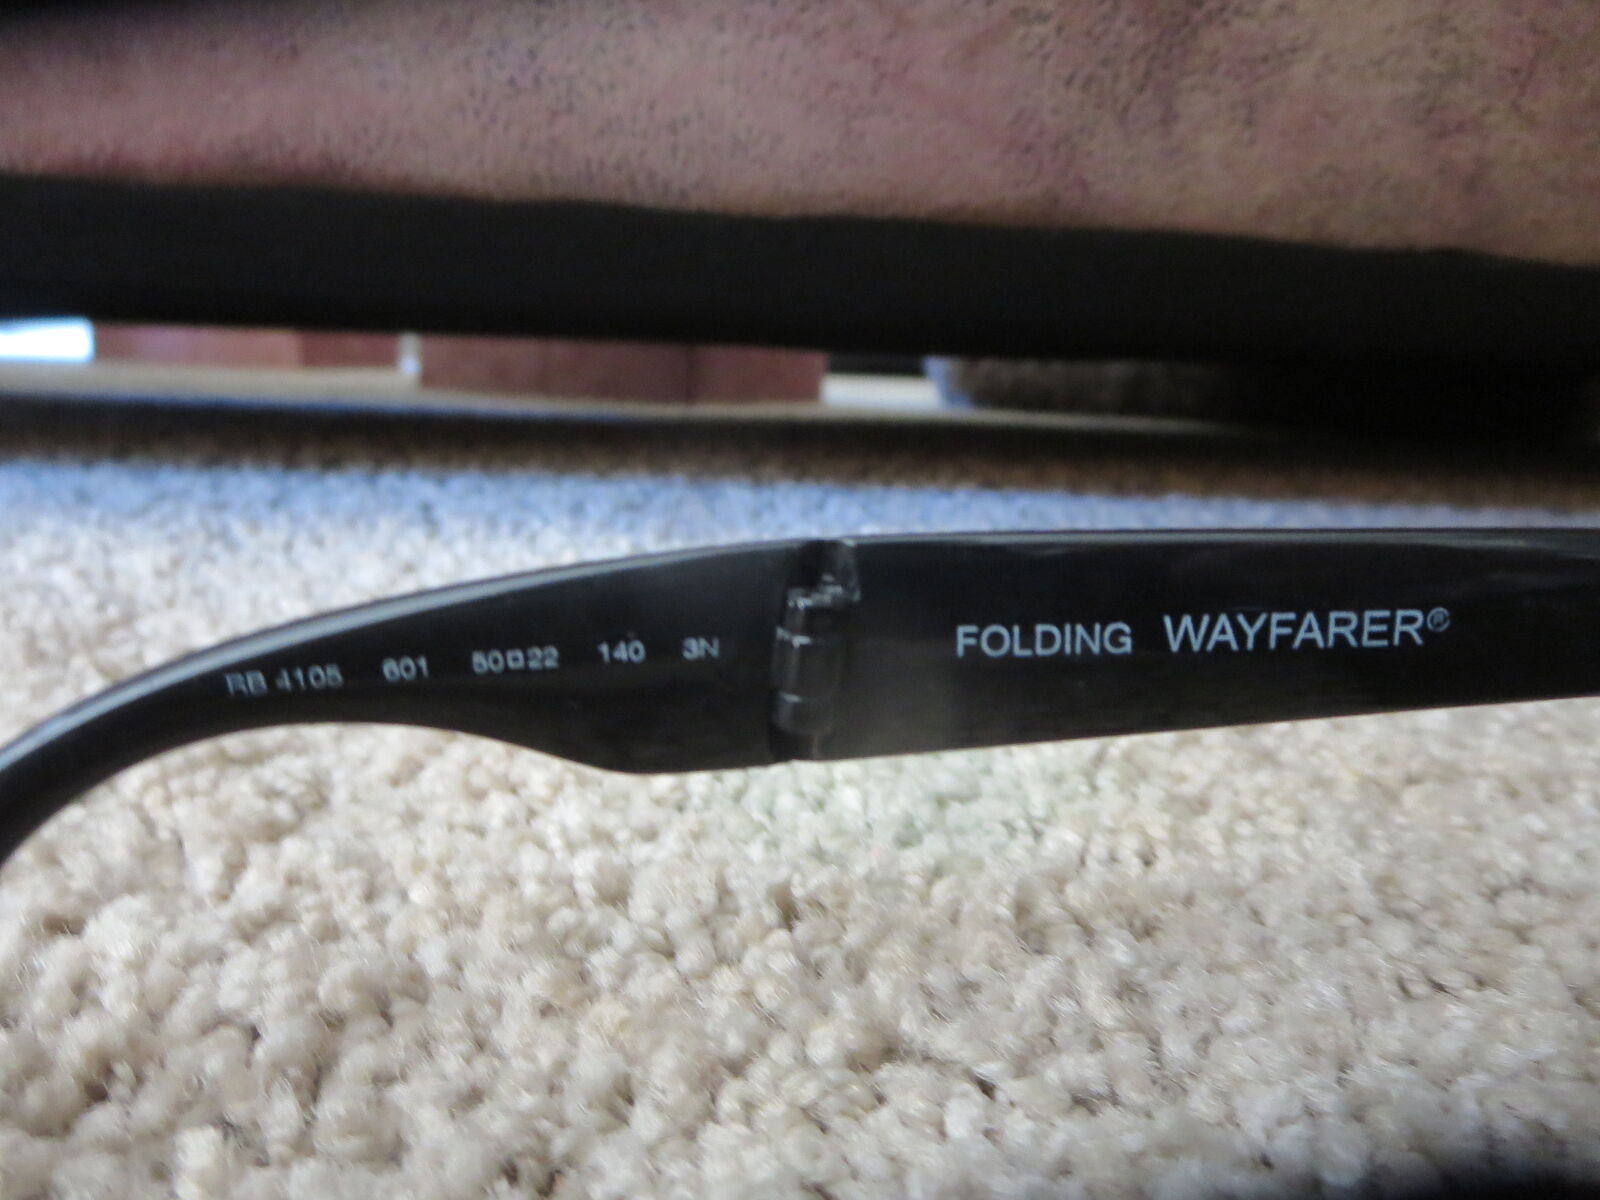 RB 4105 601 50□22 140 3N
FOLDING WAYFARER®